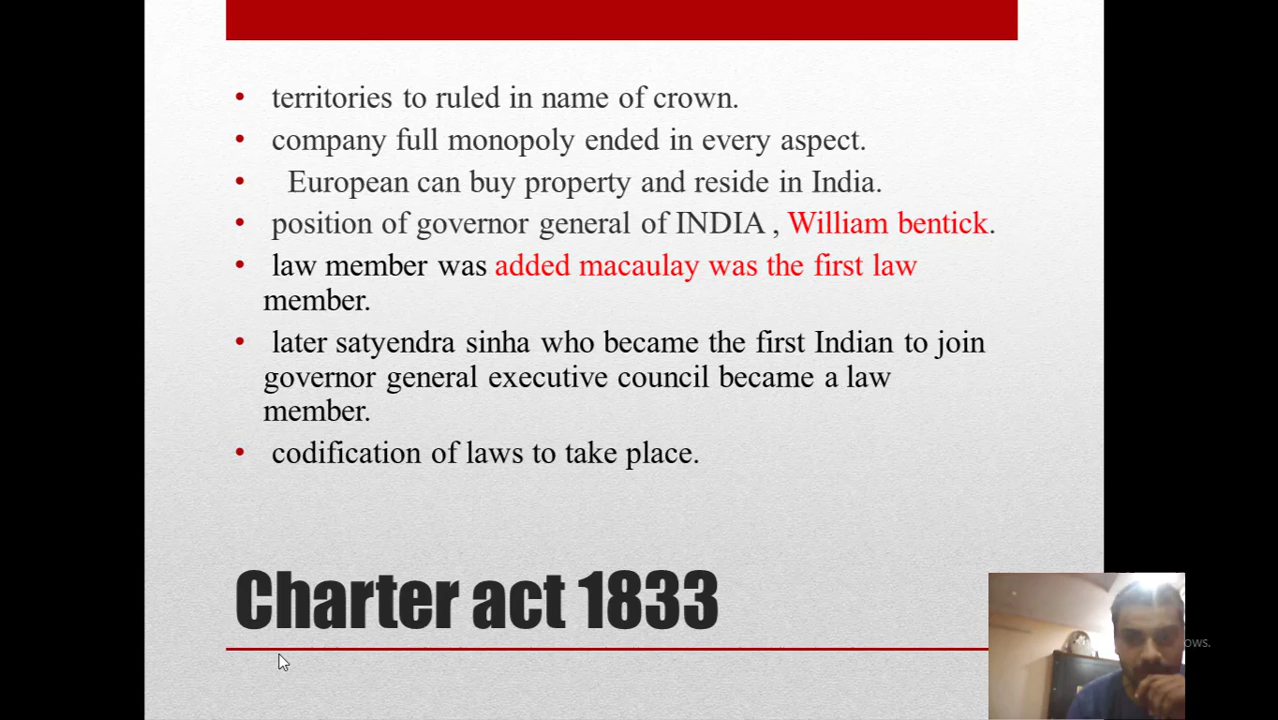 • territories to ruled in name of crown.
• company full monopoly ended in every aspect.
• European can buy property and reside in India.
• position of governor general of INDIA , William bentick.
• law member was added macaulay was the first law
member.
• later satyendra sinha who became the first Indian to join
governor general executive council became a law
member.
• codification of laws to take place.
Charter act 1833
ows.